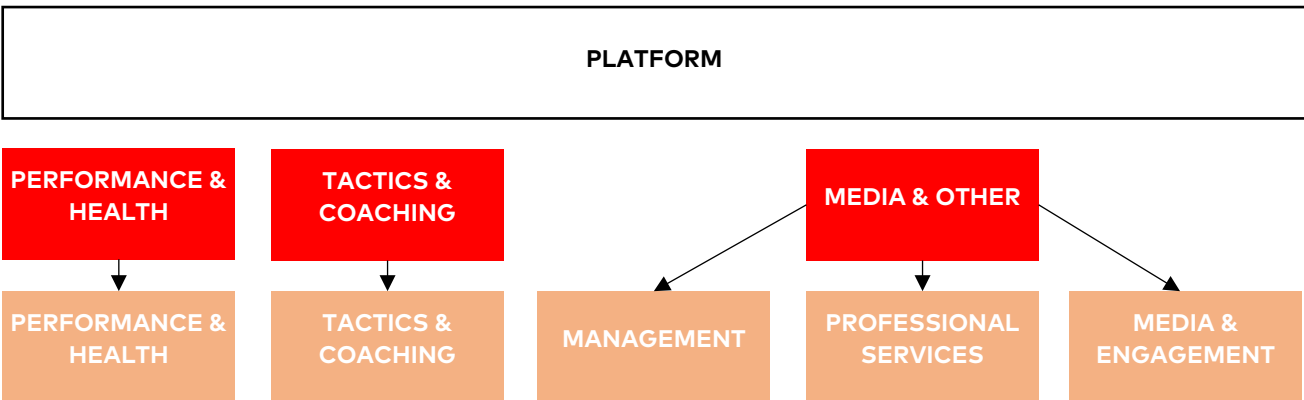 PLATFORM
PERFORMANCE &
HEALTH
TACTICS &
COACHING
MEDIA & OTHER
PERFORMANCE &
HEALTH
TACTICS &
COACHING
MANAGEMENT
PROFESSIONAL
SERVICES
MEDIA &
ENGAGEMENT